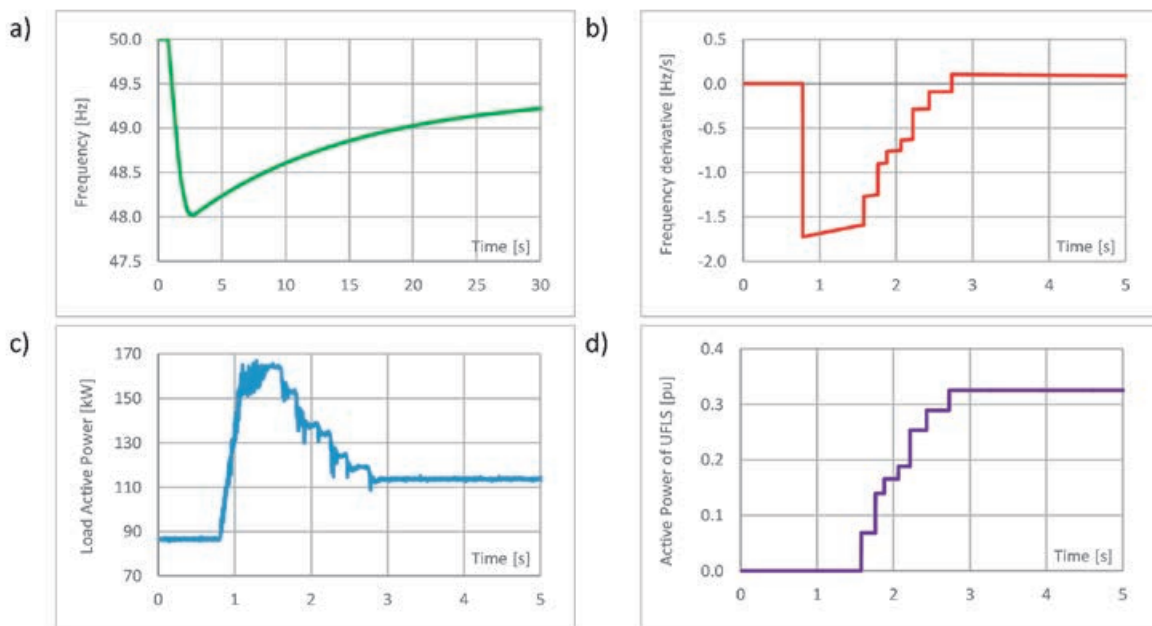 a)
50.0
49.5
49.0
48.5
48.0
47.5
Frequency [Hz]
Time [s]
0 5 10 15 20 25 30
b)
0.5
0.0
-0.5
-1.0
-1.5
-2.0
Frequency derivative [Hz/s]
Time [s]
0 1 2 3 4 5
c)
170
150
130
110
90
70
Load Active Power [kW]
Time [s]
0 1 2 3 4 5
d)
0.4
0.3
0.2
0.1
0.0
Active Power of UFLS [pu]
Time [s]
0 1 2 3 4 5